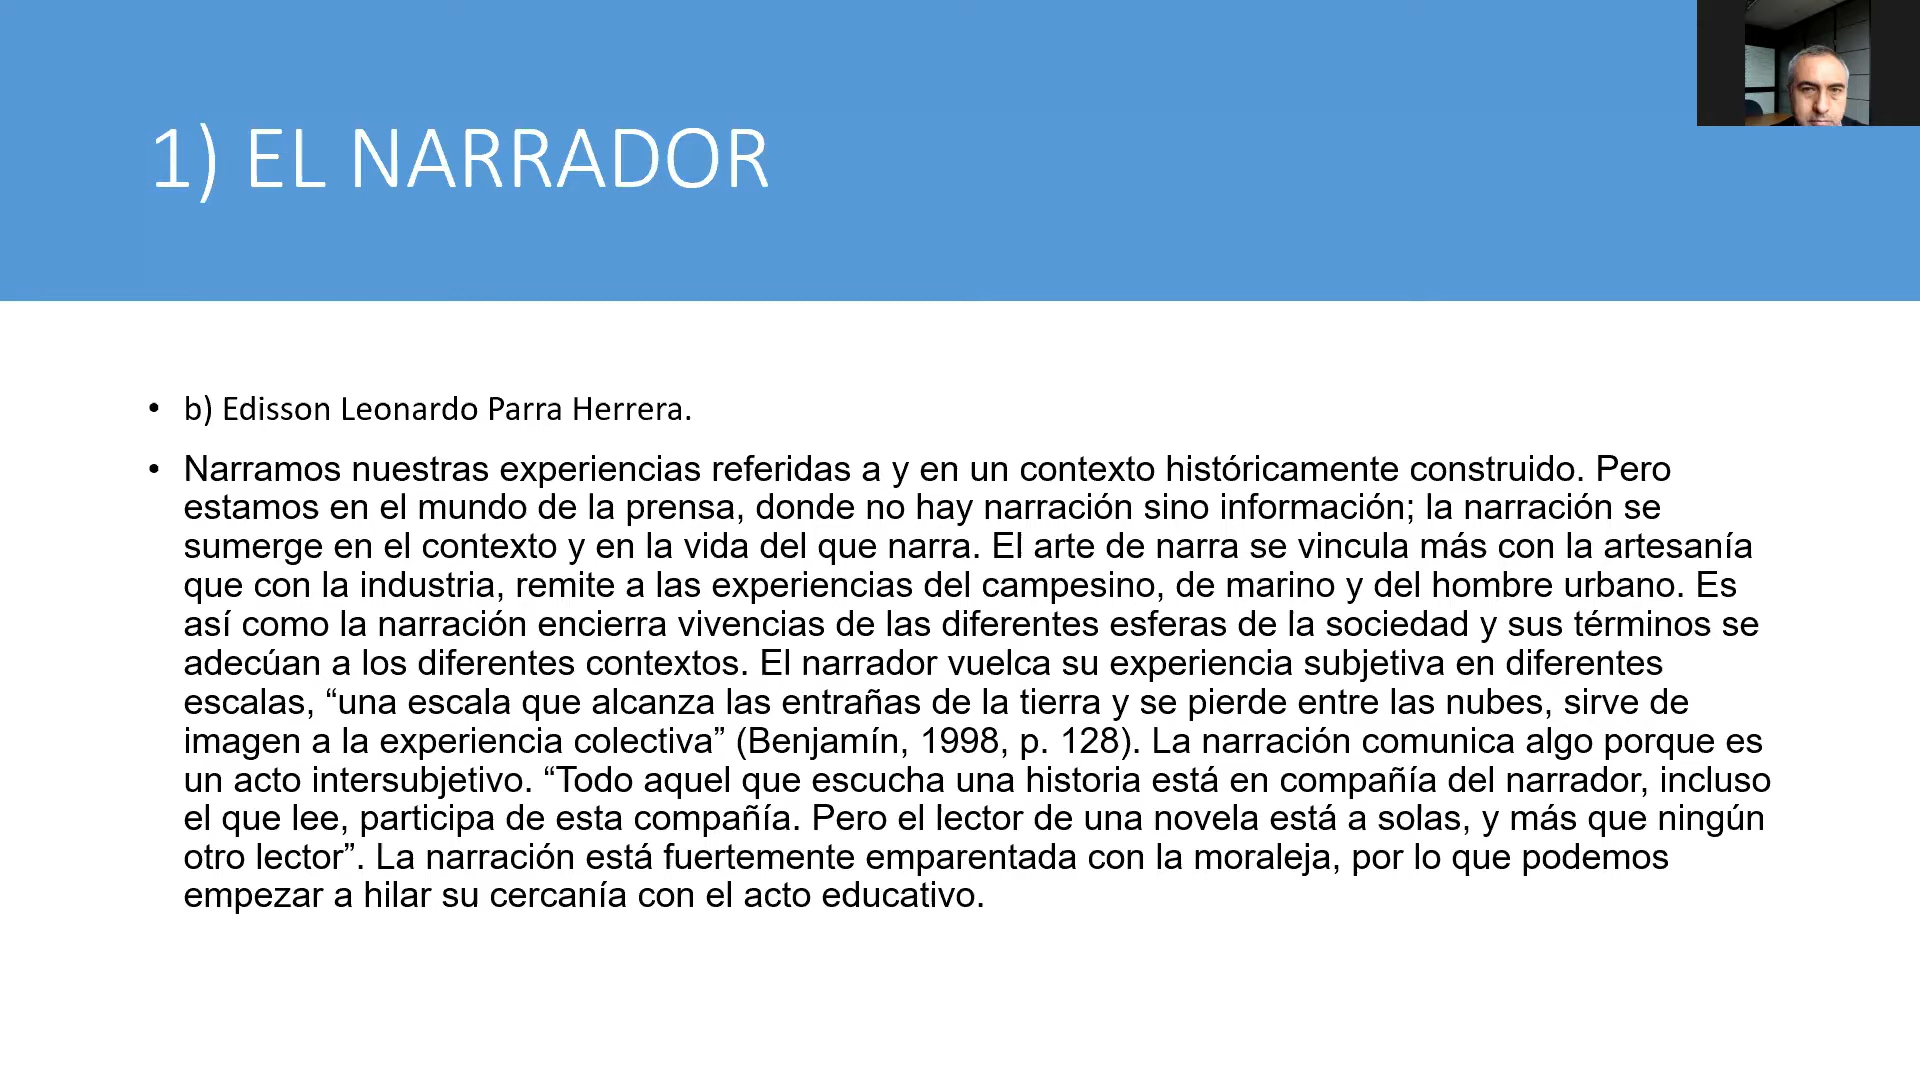 1) EL NARRADOR
• b) Edisson Leonardo Parra Herrera.
• Narramos nuestras experiencias referidas a y en un contexto históricamente construido. Pero
estamos en el mundo de la prensa, donde no hay narración sino información; la narración se
sumerge en el contexto y en la vida del que narra. El arte de narra se vincula más con la artesanía
que con la industria, remite a las experiencias del campesino, de marino y del hombre urbano. Es
así como la narración encierra vivencias de las diferentes esferas de la sociedad y sus términos se
adecúan a los diferentes contextos. El narrador vuelca su experiencia subjetiva en diferentes
escalas, “una escala que alcanza las entrañas de la tierra y se pierde entre las nubes, sirve de
imagen a la experiencia colectiva” (Benjamín, 1998, p. 128). La narración comunica algo porque es
un acto intersubjetivo. “Todo aquel que escucha una historia está en compañía del narrador, incluso
el que lee, participa de esta compañía. Pero el lector de una novela está a solas, y más que ningún
otro lector”. La narración está fuertemente emparentada con la moraleja, por lo que podemos
empezar a hilar su cercanía con el acto educativo.